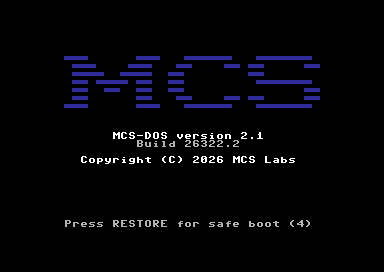 MCS
MCS-DOS version 2.1
Build 26322.2
Copyright (C) 2026 MCS Labs
Press RESTORE for safe boot (4)